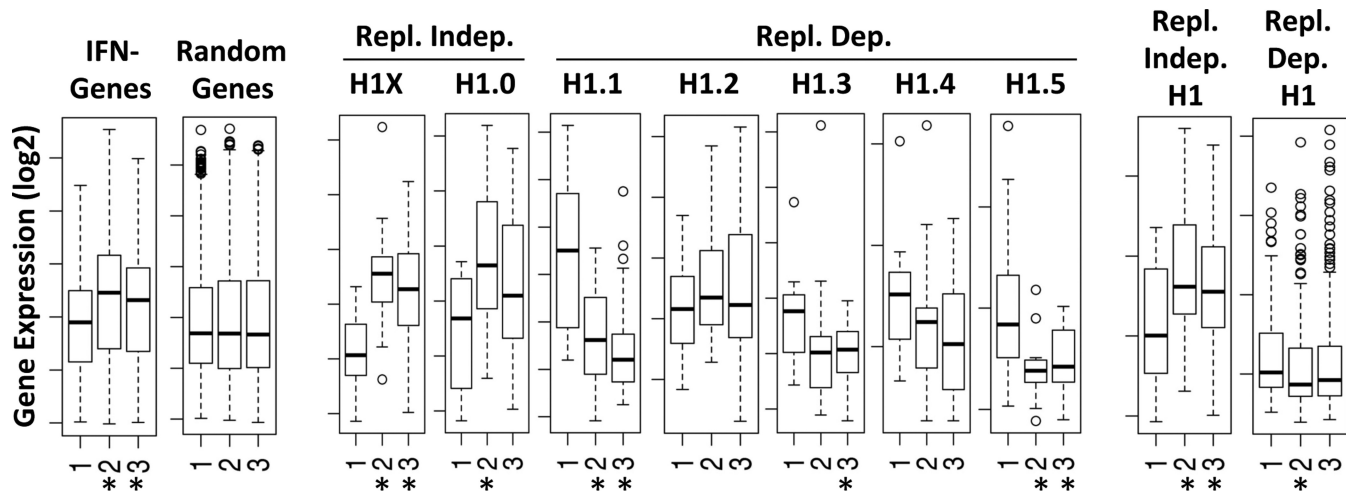 Repl. Indep.
Repl. Dep.
Repl.
Indep.
H1
Repl.
Dep.
H1
IFN-
Genes
Random
Genes
H1X
H1.0
H1.1
H1.2
H1.3
H1.4
H1.5
Gene Expression (log2)
1 2 3
* *
1 2 3
1 2 3
* *
1 2 3
*
1 2 3
* *
1 2 3
1 2 3
*
1 2 3
1 2 3
* *
1 2 3
* *
1 2 3
*